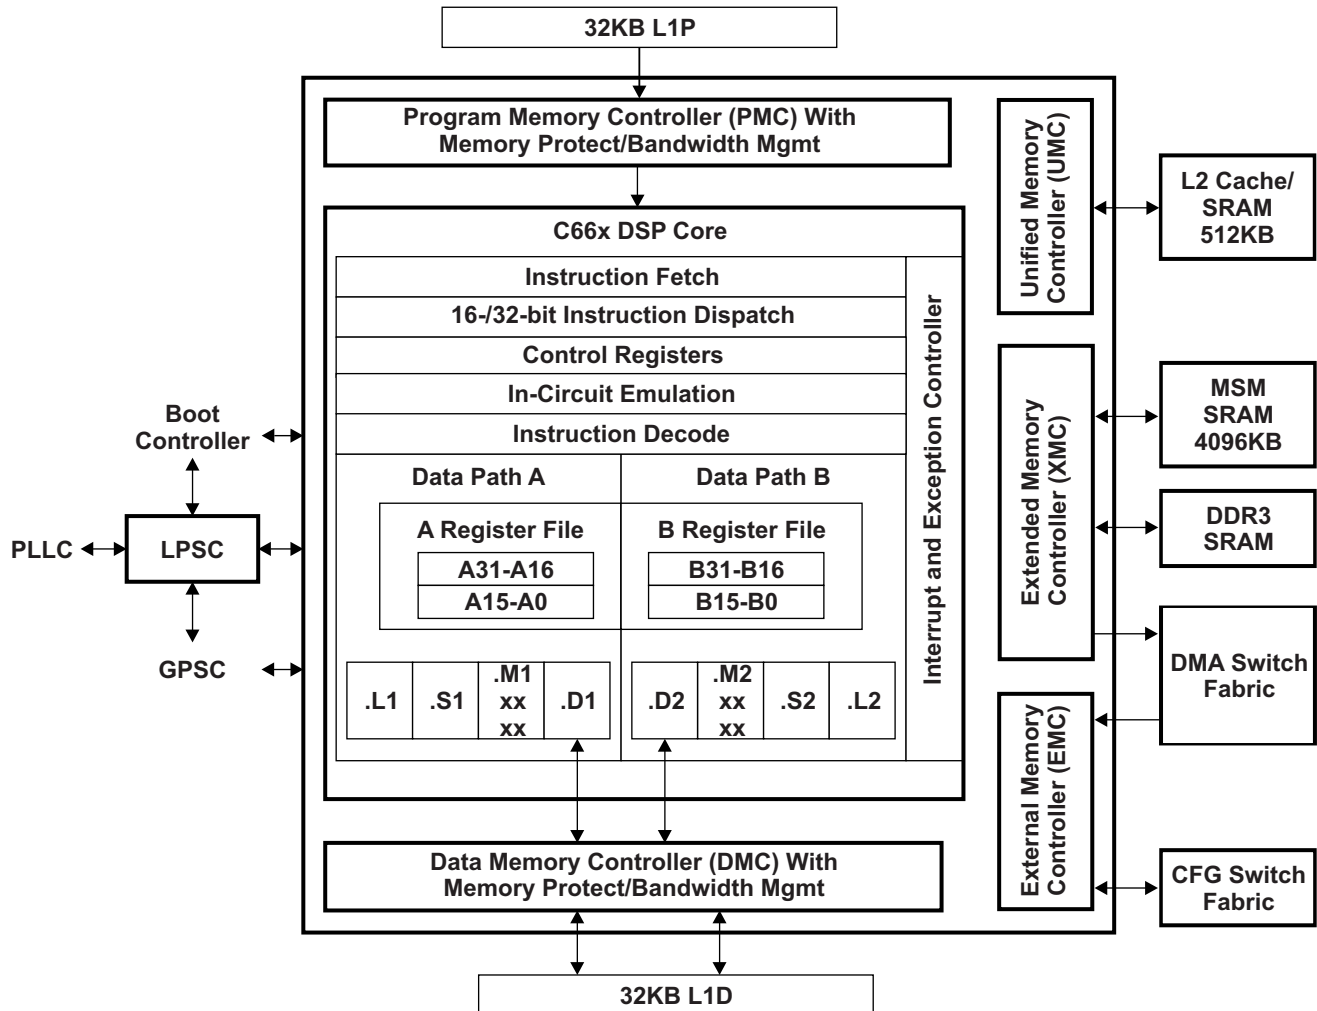 32KB L1P
Program Memory Controller (PMC) With
Memory Protect/Bandwidth Mgmt
C66x DSP Core
Instruction Fetch
16-/32-bit Instruction Dispatch
Control Registers
In-Circuit Emulation
Instruction Decode
Data Path A
Data Path B
A Register File
B Register File
A31-A16
A15-A0
B31-B16
B15-B0
.L1
.S1
.M1
xx
xx
.D1
.D2
.M2
xx
xx
.S2
.L2
Interrupt and Exception Controller
Data Memory Controller (DMC) With
Memory Protect/Bandwidth Mgmt
32KB L1D
Boot
Controller
PLLC
LPSC
GPSC
Unified Memory
Controller (UMC)
Extended Memory
Controller (XMC)
External Memory
Controller (EMC)
L2 Cache/
SRAM
512KB
MSM
SRAM
4096KB
DDR3
SRAM
DMA Switch
Fabric
CFG Switch
Fabric